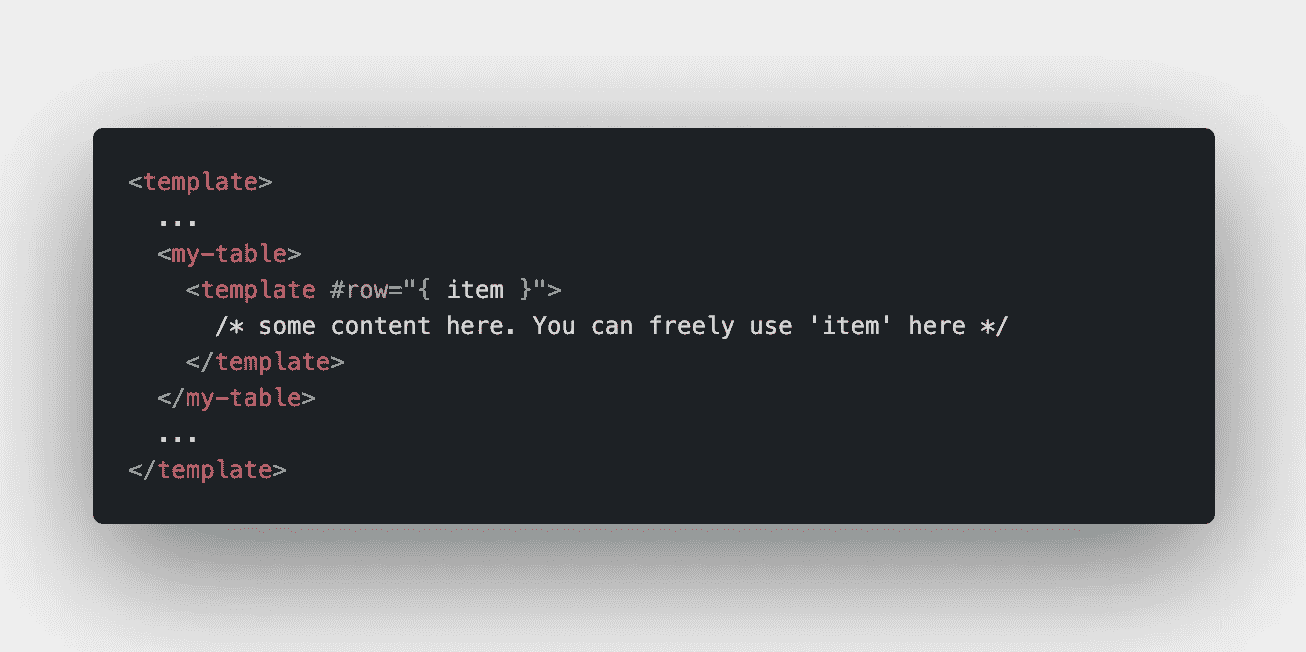 <template>
  ...
  <my-table>
    <template #row="{ item }">
      /* some content here. You can freely use 'item' here */
    </template>
  </my-table>
  ...
</template>